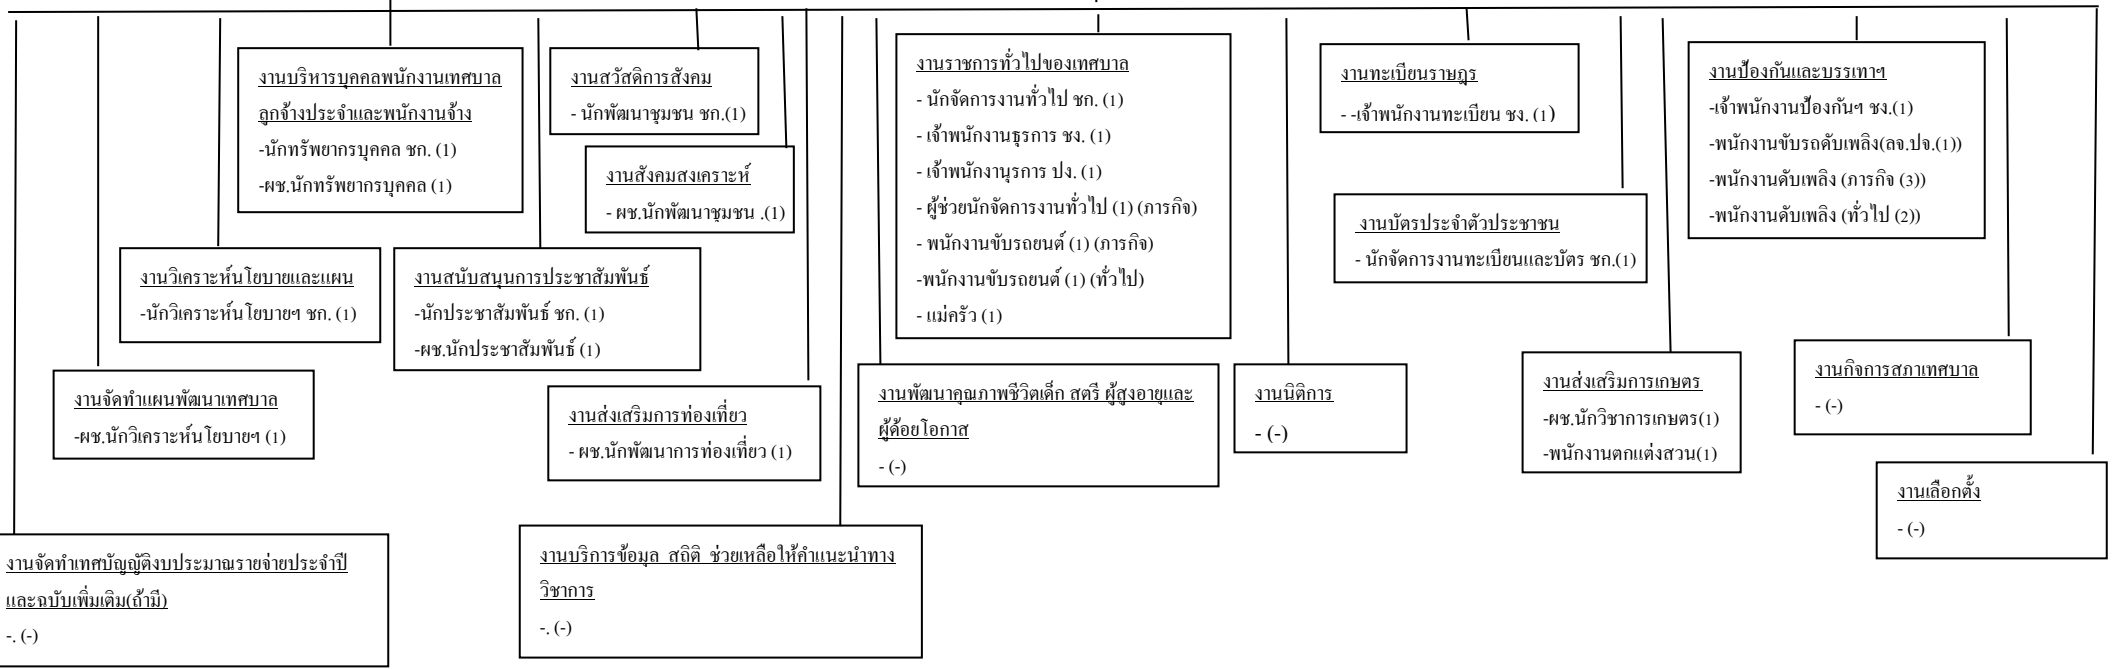 งานบริหารบุคคลพนักงานเทศบาล
ลูกจ้างประจำและพนักงานจ้าง
-นักทรัพยากรบุคคล ชก. (1)
-ผช.นักทรัพยากรบุคคล (1)
งานสวัสดิการสังคม
- นักพัฒนาชุมชน ชก.(1)
งานสังคมสงเคราะห์
- ผช.นักพัฒนาชุมชน .(1)
งานราชการทั่วไปของเทศบาล
- นักจัดการงานทั่วไป ชก. (1)
- เจ้าพนักงานธุรการ ชง. (1)
- เจ้าพนักงานุรการ ปง. (1)
- ผู้ช่วยนักจัดการงานทั่วไป (1) (ภารกิจ)
- พนักงานขับรถยนต์ (1) (ภารกิจ)
-พนักงานขับรถยนต์ (1) (ทั่วไป)
- แม่ครัว (1)
งานทะเบียนราษฎร
- -เจ้าพนักงานทะเบียน ชง. (1)
งานป้องกันและบรรเทาฯ
-เจ้าพนักงานป้องกันฯ ชง.(1)
-พนักงานขับรถดับเพลิง(ลจ.ปจ.(1))
-พนักงานดับเพลิง (ภารกิจ (3))
-พนักงานดับเพลิง (ทั่วไป (2))
งานบัตรประจำตัวประชาชน
- นักจัดการงานทะเบียนและบัตร ชก.(1)
งานวิเคราะห์นโยบายและแผน
-นักวิเคราะห์นโยบายฯ ชก. (1)
งานสนับสนุนการประชาสัมพันธ์
-นักประชาสัมพันธ์ ชก. (1)
-ผช.นักประชาสัมพันธ์ (1)
งานจัดทำแผนพัฒนาเทศบาล
-ผช.นักวิเคราะห์นโยบายฯ (1)
งานส่งเสริมการท่องเที่ยว
- ผช.นักพัฒนาการท่องเที่ยว (1)
งานพัฒนาคุณภาพชีวิตเด็ก สตรี ผู้สูงอายุและ
ผู้ด้อยโอกาส
- (-)
งานนิติการ
- (-)
งานส่งเสริมการเกษตร
-ผช.นักวิชาการเกษตร(1)
-พนักงานตกแต่งสวน(1)
งานกิจการสภาเทศบาล
- (-)
งานเลือกตั้ง
- (-)
งานจัดทำเทศบัญญัติงบประมาณรายจ่ายประจำปี
และฉบับเพิ่มเติม(ถ้ามี)
-. (-)
งานบริการข้อมูล สถิติ ช่วยเหลือให้คำแนะนำทาง
วิชาการ
-. (-)